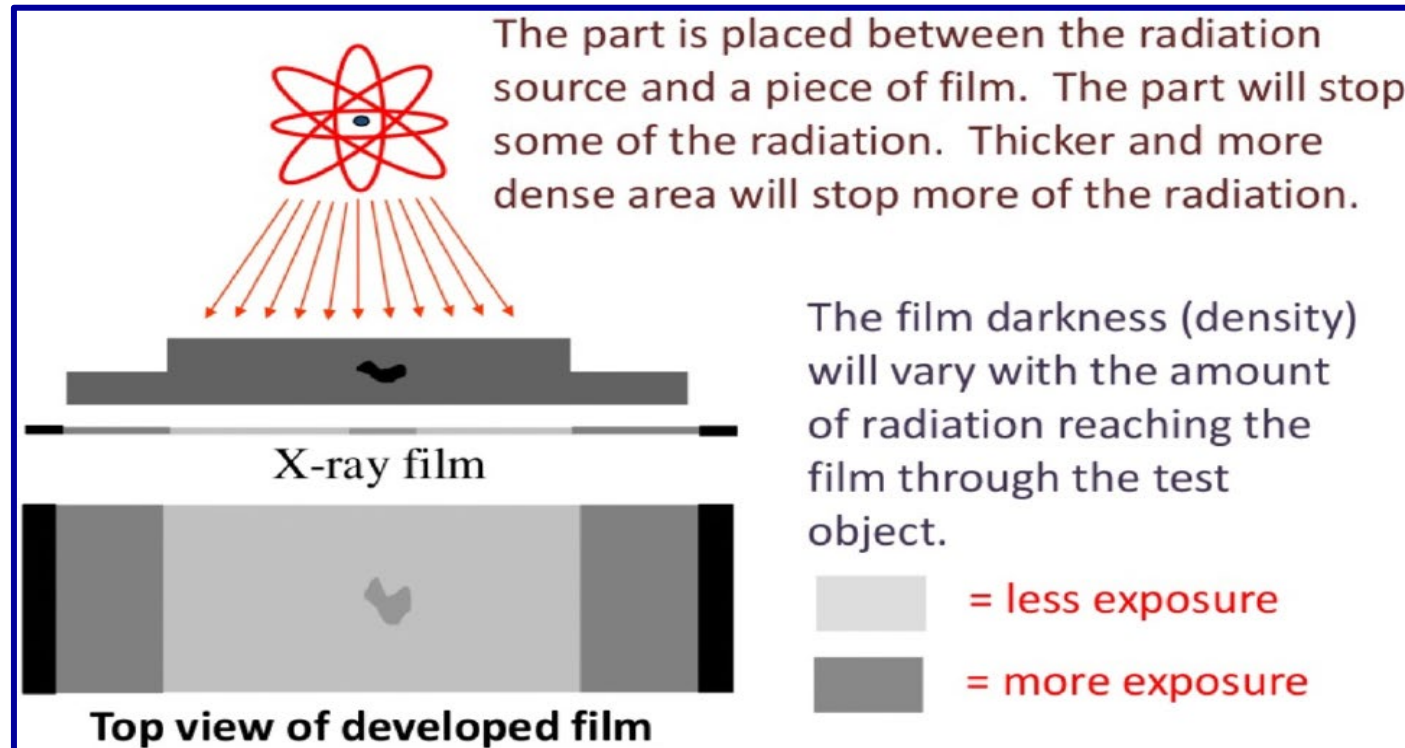 The part is placed between the radiation
source and a piece of film.  The part will stop
some of the radiation.  Thicker and more
dense area will stop more of the radiation.
The film darkness (density)
will vary with the amount
of radiation reaching the
film through the test
object.
X-ray film
= less exposure
= more exposure
Top view of developed film